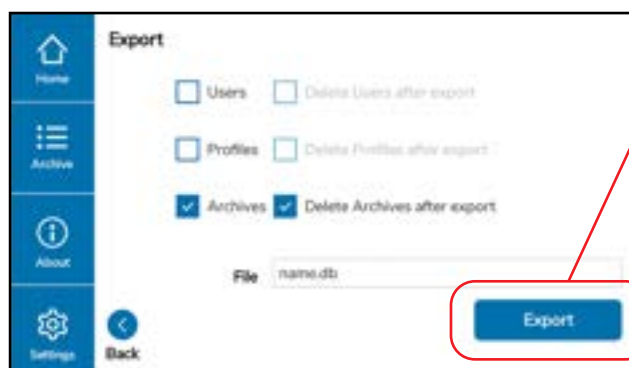 Export
Home
Users Delete Users after export
Profiles Delete Profiles after export
Archive
Archives Delete Archives after export
About
File name.db
Export
Settings
Back